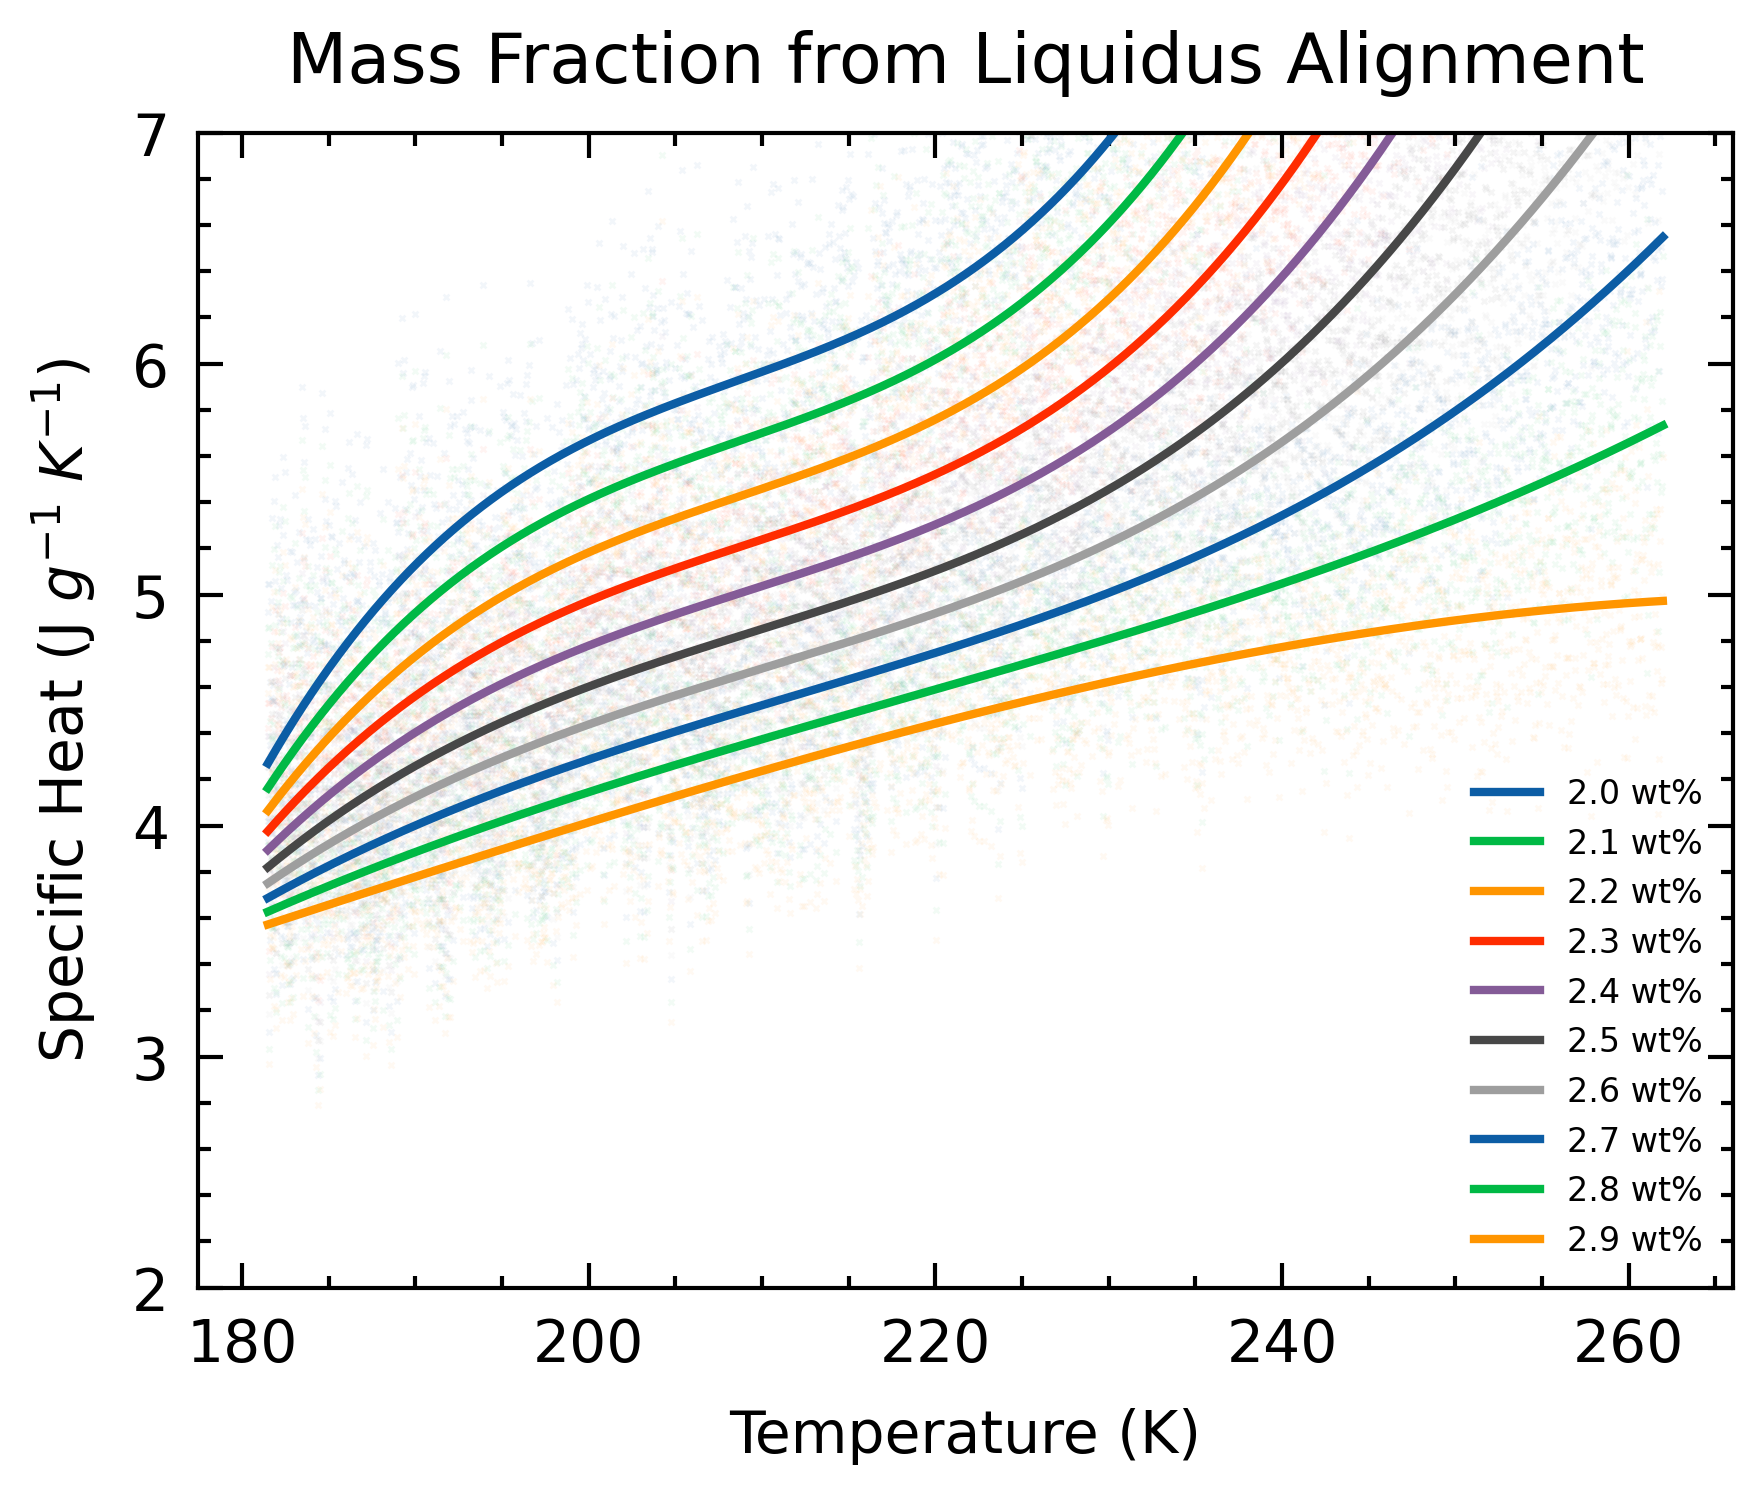 Mass Fraction from Liquidus Alignment
7
6
5
4
3
2
Specific Heat (J g⁻¹ K⁻¹)
2.0 wt%
2.1 wt%
2.2 wt%
2.3 wt%
2.4 wt%
2.5 wt%
2.6 wt%
2.7 wt%
2.8 wt%
2.9 wt%
180 200 220 240 260
Temperature (K)